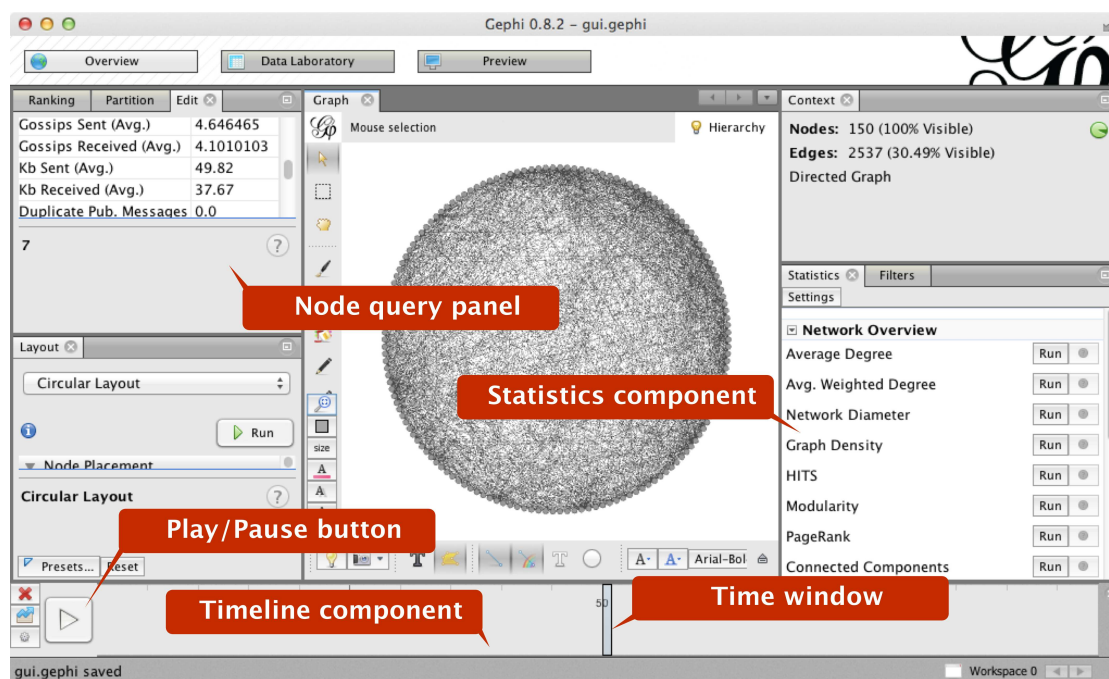 Gephi 0.8.2 – gui.gephi
Overview
Data Laboratory
Preview
Ranking Partition Edit
Gossips Sent (Avg.) 4.646465
Gossips Received (Avg.) 4.1010103
Kb Sent (Avg.) 49.82
Kb Received (Avg.) 37.67
Duplicate Pub. Messages 0.0
7
?
Node query panel
Layout
Circular Layout
Run
Node Placement
Circular Layout
?
Presets... Reset
Play/Pause button
Graph
Mouse selection
Hierarchy
size
A
A
T
T
A- A- Arial-Bol
Context
Nodes: 150 (100% Visible)
Edges: 2537 (30.49% Visible)
Directed Graph
Statistics Filters
Settings
Network Overview
Average Degree Run
Avg. Weighted Degree Run
Statistics component
Network Diameter Run
Graph Density Run
HITS Run
Modularity Run
PageRank Run
Connected Components Run
Timeline component
50
Time window
gui.gephi saved
Workspace 0